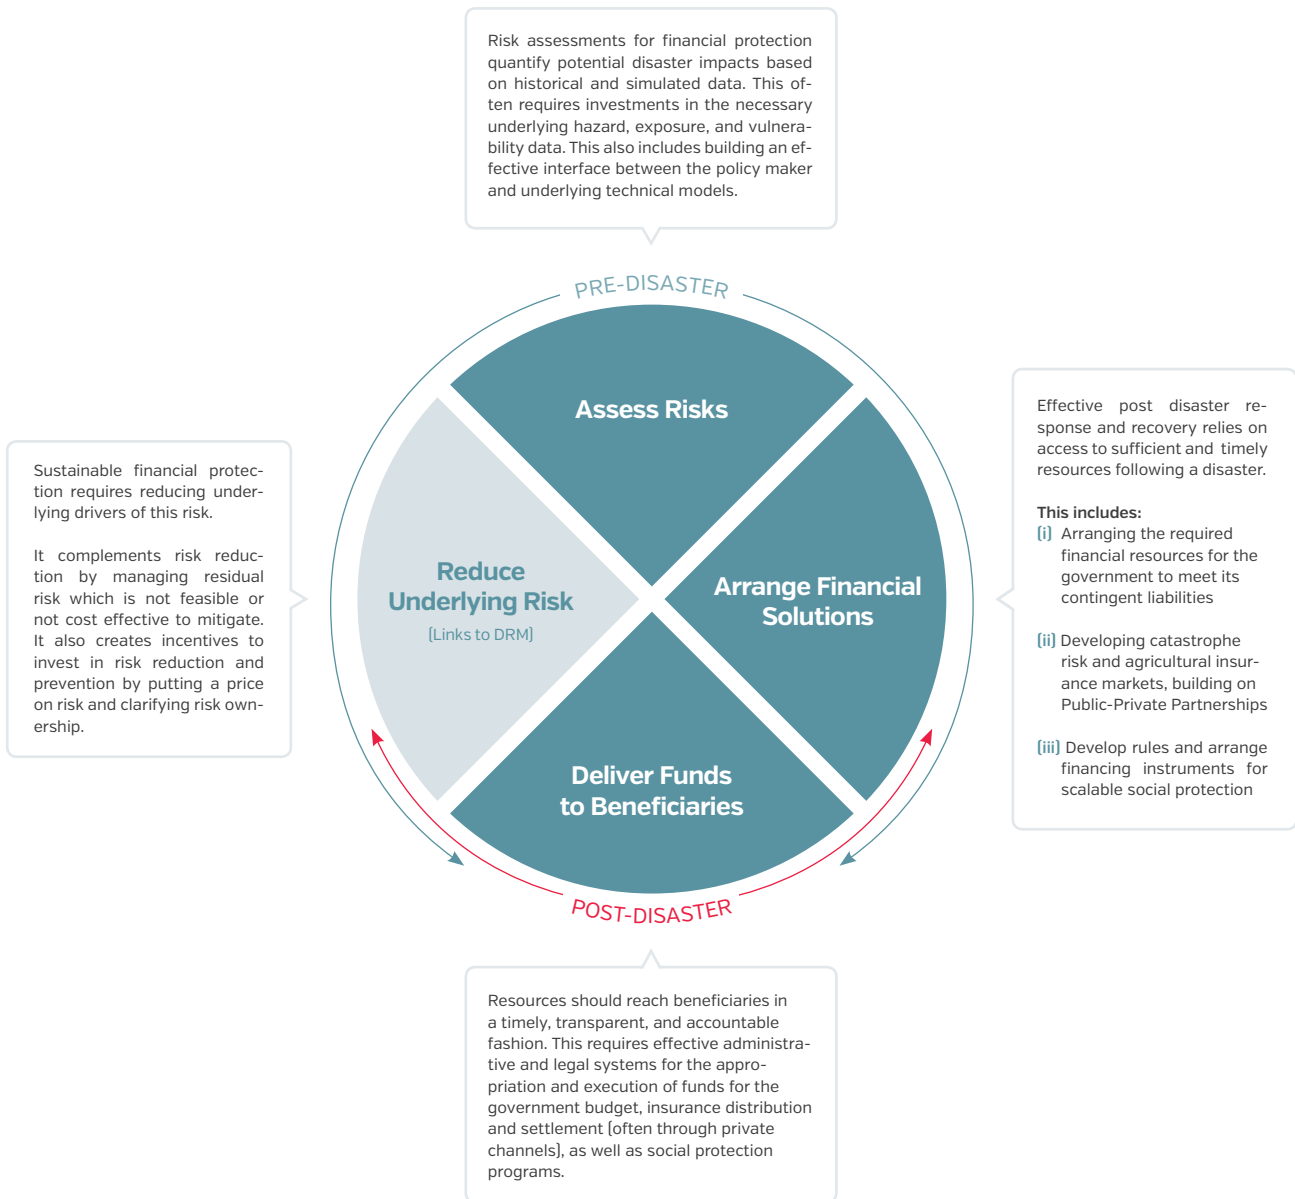 Risk assessments for financial protection
quantify potential disaster impacts based
on historical and simulated data. This of-
ten requires investments in the necessary
underlying hazard, exposure, and vulnera-
bility data. This also includes building an ef-
fective interface between the policy maker
and underlying technical models.
PRE-DISASTER
Assess Risks
Sustainable financial protec-
tion requires reducing under-
lying drivers of this risk.
It complements risk reduc-
tion by managing residual
risk which is not feasible or
not cost effective to mitigate.
It also creates incentives to
invest in risk reduction and
prevention by putting a price
on risk and clarifying risk own-
ership.
Reduce
Underlying Risk
(Links to DRM)
Arrange Financial
Solutions
Effective post disaster re-
sponse and recovery relies on
access to sufficient and timely
resources following a disaster.
This includes:
(i) Arranging the required
financial resources for the
government to meet its
contingent liabilities
(ii) Developing catastrophe
risk and agricultural insur-
ance markets, building on
Public-Private Partnerships
(iii) Develop rules and arrange
financing instruments for
scalable social protection
Deliver Funds
to Beneficiaries
POST-DISASTER
Resources should reach beneficiaries in
a timely, transparent, and accountable
fashion. This requires effective administra-
tive and legal systems for the appro-
priation and execution of funds for the
government budget, insurance distribution
and settlement (often through private
channels), as well as social protection
programs.